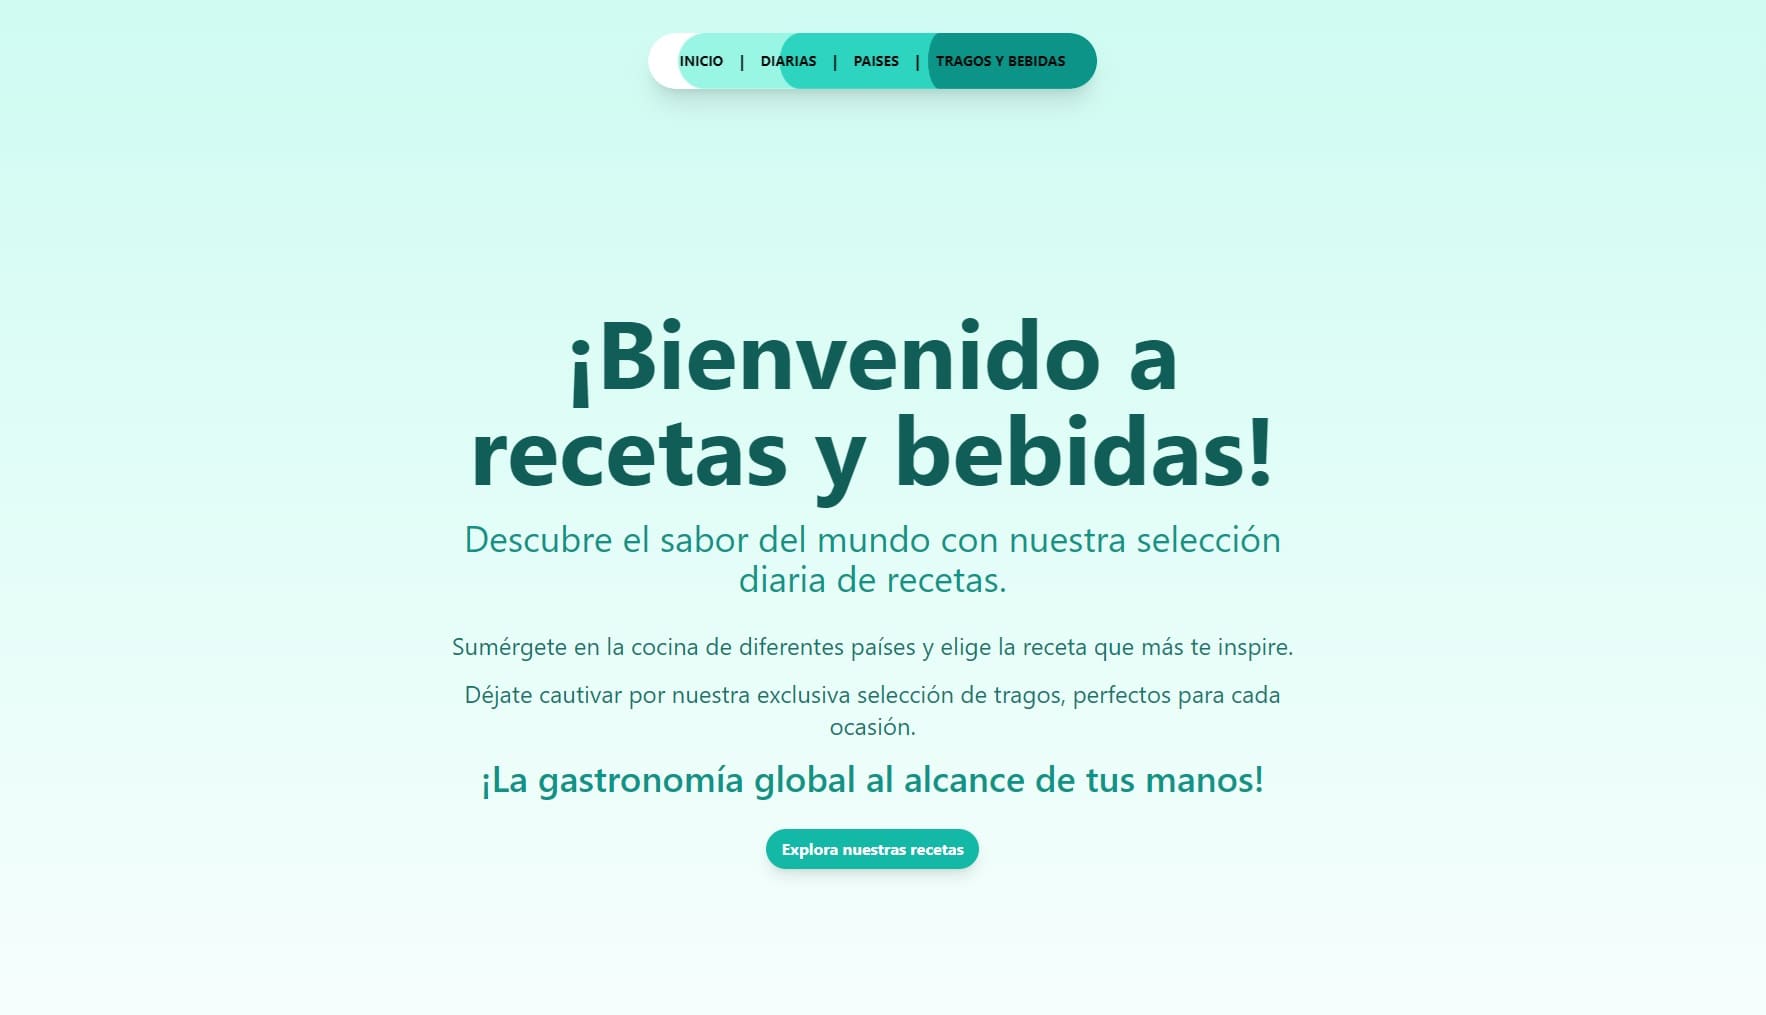 INICIO | DIARIAS | PAISES | TRAGOS Y BEBIDAS
¡Bienvenido a
recetas y bebidas!
Descubre el sabor del mundo con nuestra selección
diaria de recetas.
Sumérgete en la cocina de diferentes países y elige la receta que más te inspire.
Déjate cautivar por nuestra exclusiva selección de tragos, perfectos para cada
ocasión.
¡La gastronomía global al alcance de tus manos!
Explora nuestras recetas